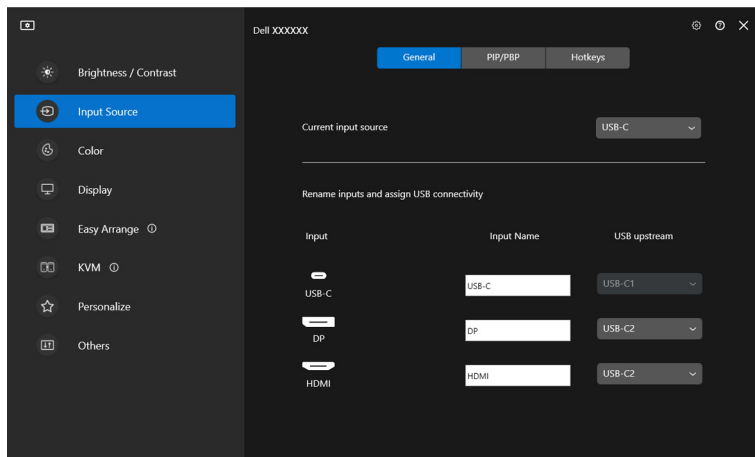 Dell XXXXXX
General PIP/PBP Hotkeys
Brightness / Contrast
Input Source
Color
Display
Easy Arrange
KVM
Personalize
Others
Current input source USB-C
Rename inputs and assign USB connectivity
Input Input Name USB upstream
USB-C USB-C USB-C1
DP DP USB-C2
HDMI HDMI USB-C2